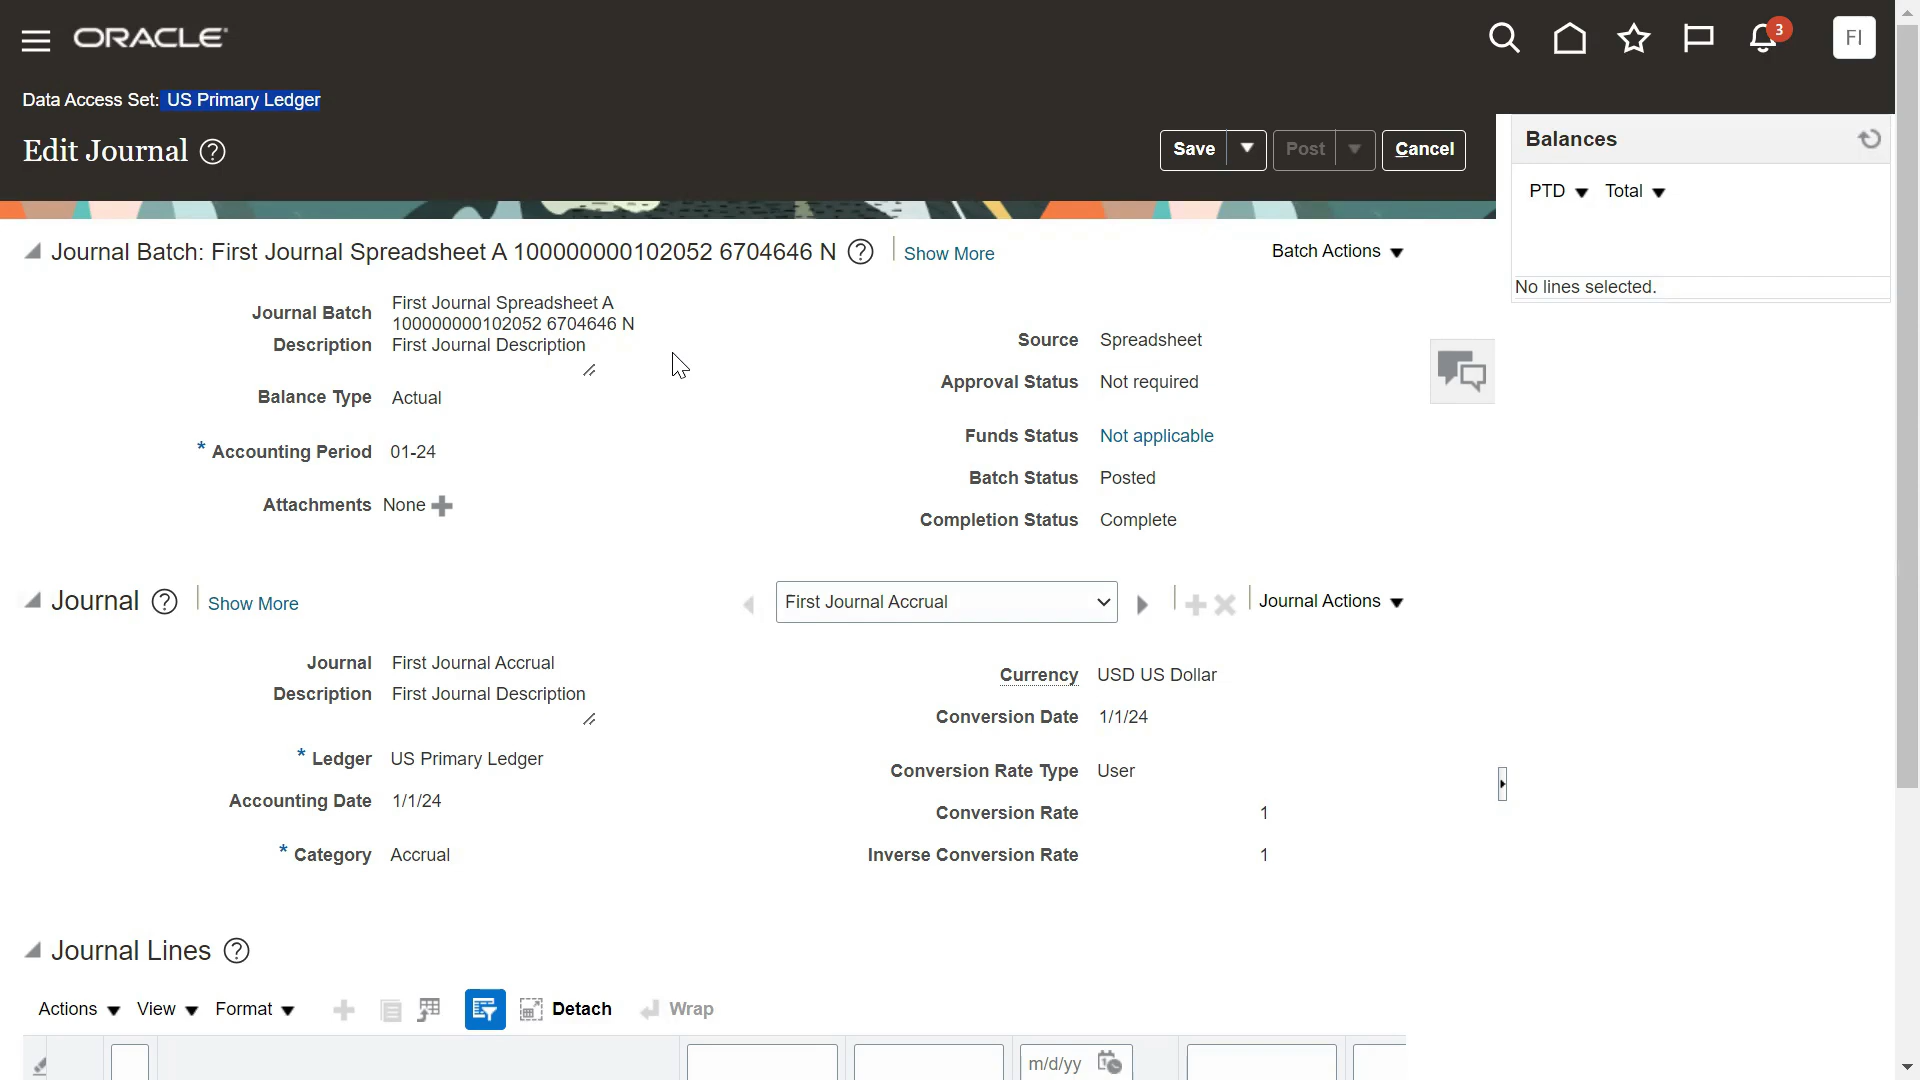 ORACLE
3
FI
Data Access Set: US Primary Ledger
Edit Journal
Save
Post
Cancel
Balances
PTD Total
No lines selected.
Journal Batch: First Journal Spreadsheet A 100000000102052 6704646 N
Show More
Batch Actions
Journal Batch First Journal Spreadsheet A
100000000102052 6704646 N
Description First Journal Description
Balance Type Actual
* Accounting Period 01-24
Attachments None
Source Spreadsheet
Approval Status Not required
Funds Status Not applicable
Batch Status Posted
Completion Status Complete
Journal
Show More
First Journal Accrual
Journal Actions
Journal First Journal Accrual
Description First Journal Description
* Ledger US Primary Ledger
Accounting Date 1/1/24
* Category Accrual
Currency USD US Dollar
Conversion Date 1/1/24
Conversion Rate Type User
Conversion Rate 1
Inverse Conversion Rate 1
Journal Lines
Actions View Format Detach Wrap
m/d/yy